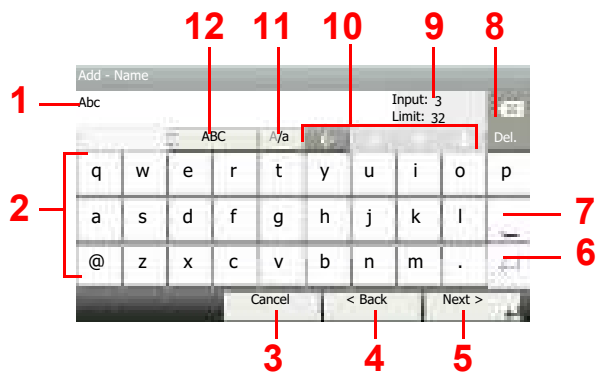 12 11 10 9 8
Add - Name
1 Abc Input: 3
Limit: 32
ABC A/a Del.
2 q w e r t y u i o p
a s d f g h j k l 7
@ z x c v b n m . 6
Cancel < Back Next >
3 4 5